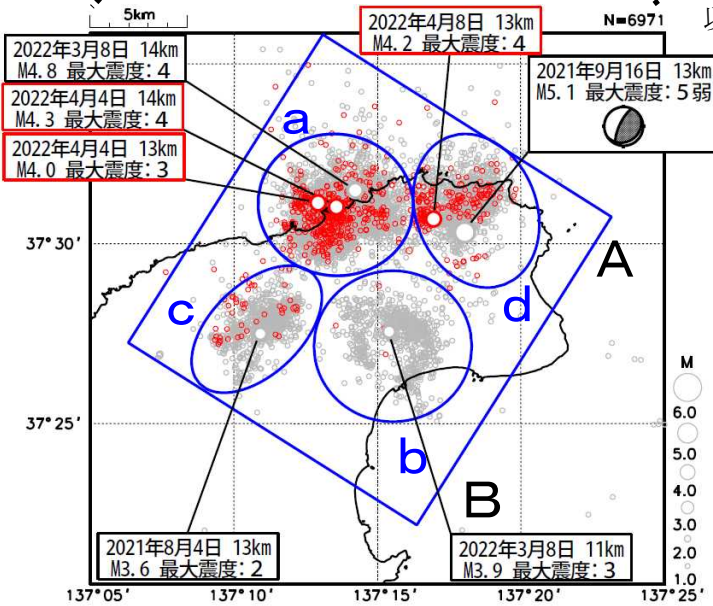 5km
N=6971
2022年4月8日 13km
M4.2 最大震度:4
2022年3月8日 14km
M4.8 最大震度:4
2021年9月16日 13km
M5.1 最大震度:5弱
2022年4月4日 14km
M4.3 最大震度:4
2022年4月4日 13km
M4.0 最大震度:3
a
37°30′
A
c
d
M
6.0
5.0
4.0
3.0
2.0
1.0
37°25′
b
B
2021年8月4日 13km
M3.6 最大震度:2
2022年3月8日 11km
M3.9 最大震度:3
137°05′
137°10′
137°15′
137°20′
137°25′